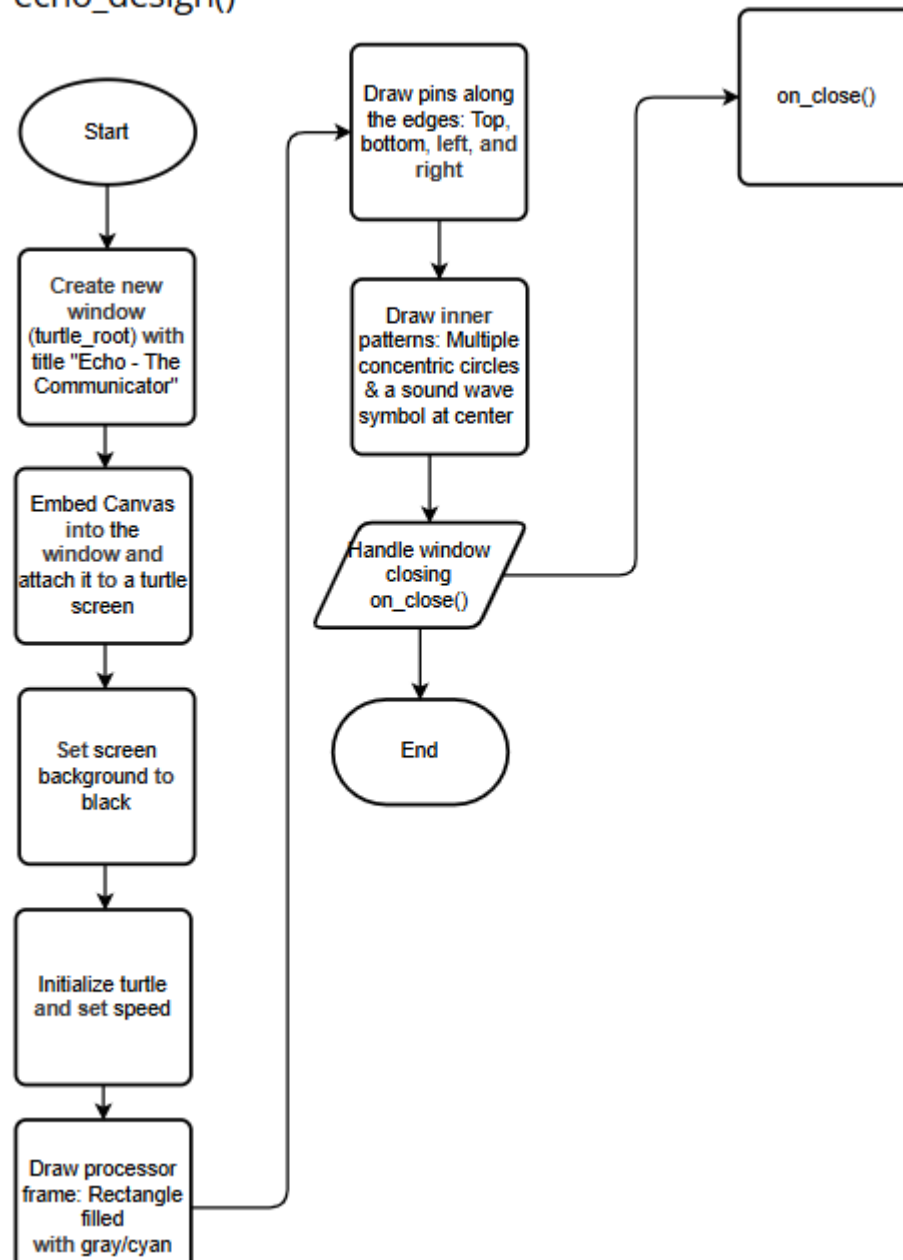 echo_design()
Start
Create new
window
(turtle_root) with
title "Echo - The
Communicator"
Embed Canvas
into the
window and
attach it to a turtle
screen
Set screen
background to
black
Initialize turtle
and set speed
Draw processor
frame: Rectangle
filled
with gray/cyan
Draw pins along
the edges: Top,
bottom, left, and
right
Draw inner
patterns: Multiple
concentric circles
& a sound wave
symbol at center
Handle window
closing
on_close()
End
on_close()